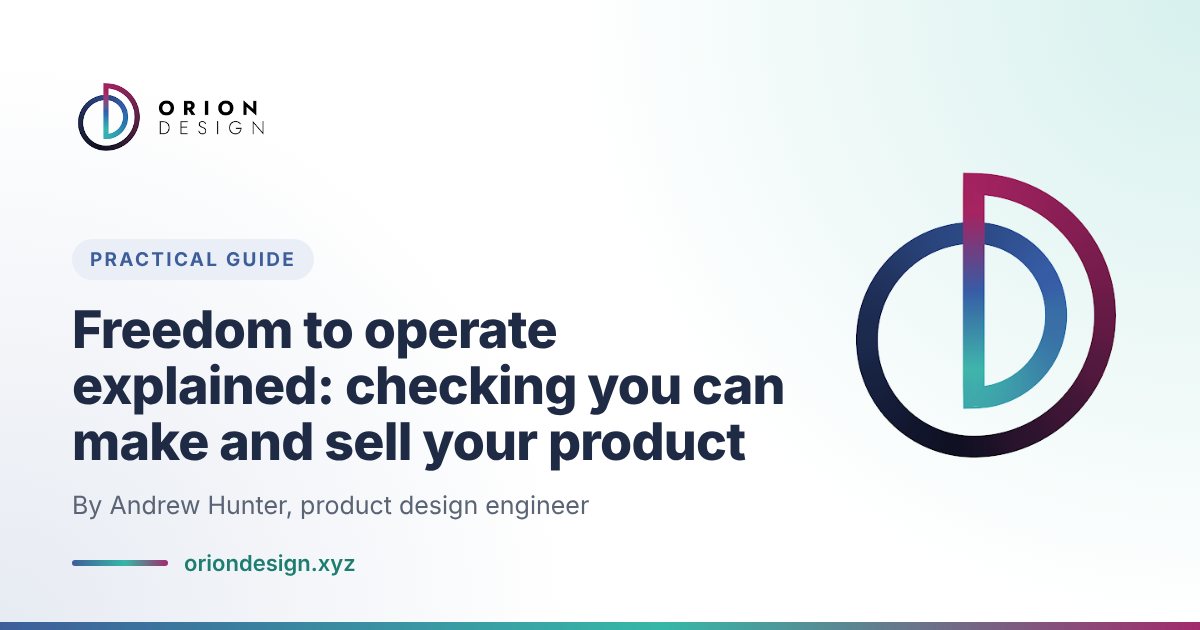 ORION
DESIGN
PRACTICAL GUIDE
Freedom to operate
explained: checking you can
make and sell your product
By Andrew Hunter, product design engineer
oriondesign.xyz